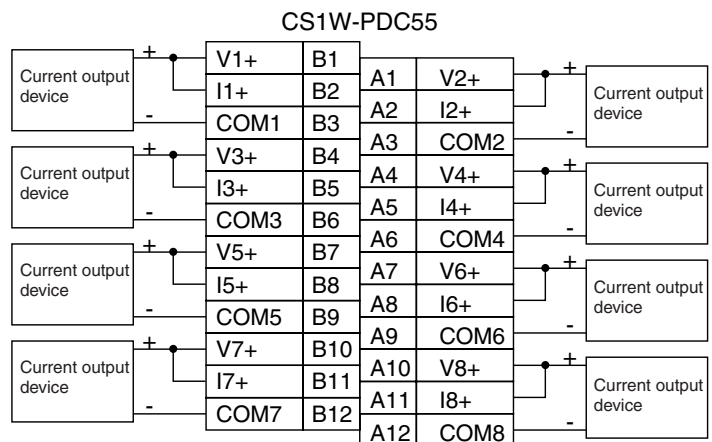 CS1W-PDC55
Current output
device
+
-
V1+ B1
I1+ B2
COM1 B3
A1 V2+
A2 I2+
A3 COM2
+
-
Current output
device
Current output
device
+
-
V3+ B4
I3+ B5
COM3 B6
A4 V4+
A5 I4+
A6 COM4
+
-
Current output
device
Current output
device
+
-
V5+ B7
I5+ B8
COM5 B9
A7 V6+
A8 I6+
A9 COM6
+
-
Current output
device
Current output
device
+
-
V7+ B10
I7+ B11
COM7 B12
A10 V8+
A11 I8+
A12 COM8
+
-
Current output
device